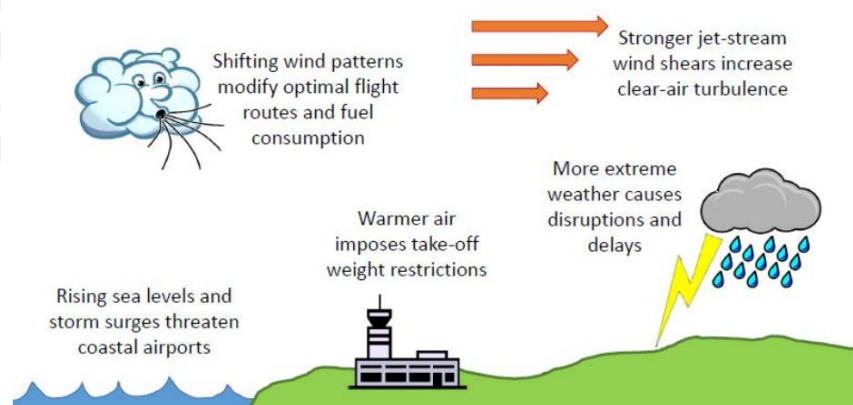 Shifting wind patterns
modify optimal flight
routes and fuel
consumption
Stronger jet-stream
wind shears increase
clear-air turbulence
More extreme
weather causes
disruptions and
delays
Warmer air
imposes take-off
weight restrictions
Rising sea levels and
storm surges threaten
coastal airports